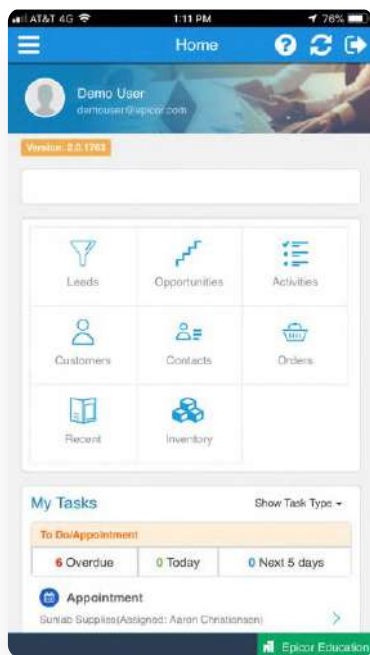 AT&T 4G 1:11 PM 76%
Home
Demo User
demouser@epicor.com
Version: 2.0.1763
Leads Opportunities Activities
Customers Contacts Orders
Recent Inventory
My Tasks Show Task Type
To Do/Appointment
6 Overdue 0 Today 0 Next 5 days
Appointment
Sunlab Supplies(Assigned: Aaron Christiansen)
Epicor Education